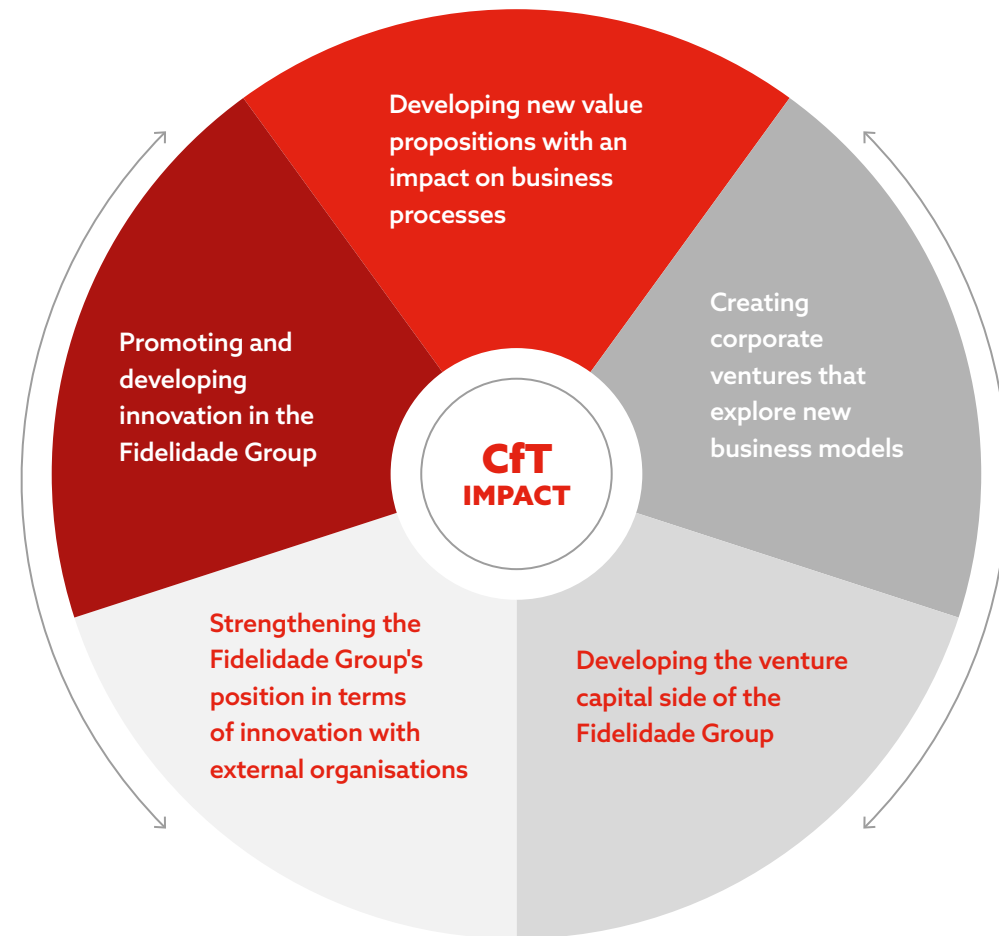 Developing new value
propositions with an
impact on business
processes
Creating
corporate
ventures that
explore new
business models
Developing the venture
capital side of the
Fidelidade Group
Strengthening the
Fidelidade Group's
position in terms
of innovation with
external organisations
Promoting and
developing
innovation in the
Fidelidade Group
CfT
IMPACT